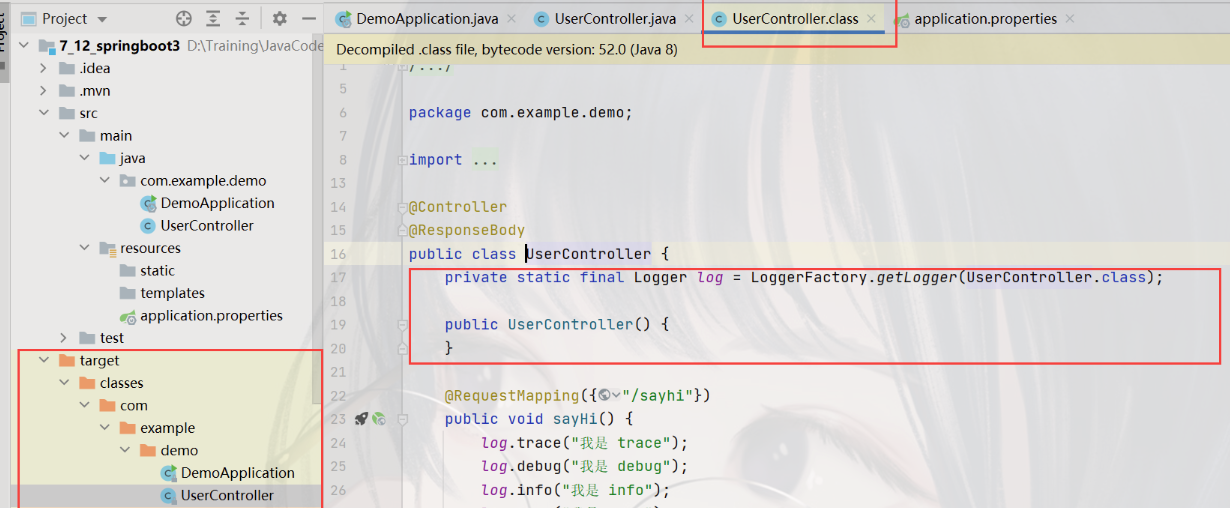 Project
DemoApplication.java
UserController.java
UserController.class
application.properties
7_12_springboot3 D:\Training\JavaCode
Decompiled .class file, bytecode version: 52.0 (Java 8)
.idea
.mvn
src
main
java
com.example.demo
DemoApplication
UserController
resources
static
templates
application.properties
test
target
classes
com
example
demo
DemoApplication
UserController
1 /.../
5
6 package com.example.demo;
7
8 import ...
13
14 @Controller
15 @ResponseBody
16 public class UserController {
17 private static final Logger log = LoggerFactory.getLogger(UserController.class);
18
19 public UserController() {
20 }
21
22 @RequestMapping({"/sayhi"})
23 public void sayHi() {
24 log.trace("我是 trace");
25 log.debug("我是 debug");
26 log.info("我是 info");